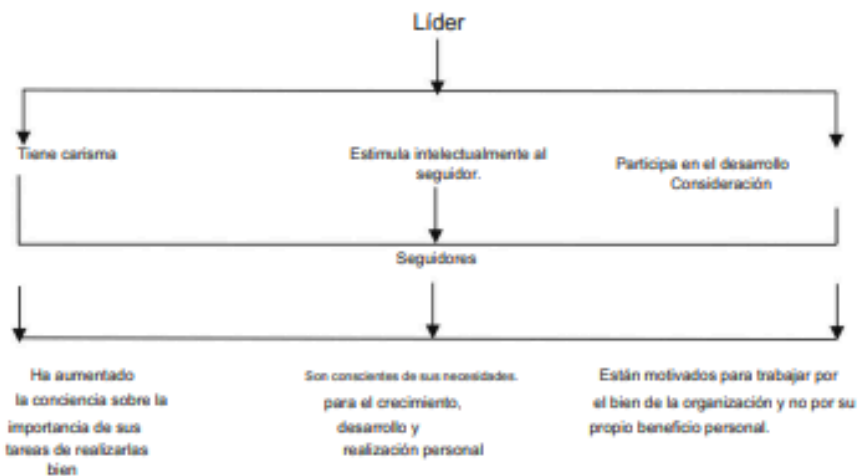 Líder
Tiene carisma
Estimula intelectualmente al
seguidor.
Participa en el desarrollo
Consideración
Seguidores
Ha aumentado
la conciencia sobre la
importancia de sus
tareas de realizarlas
bien
Son conscientes de sus necesidades.
para el crecimiento,
desarrollo y
realización personal
Están motivados para trabajar por
el bien de la organización y no por su
propio beneficio personal.